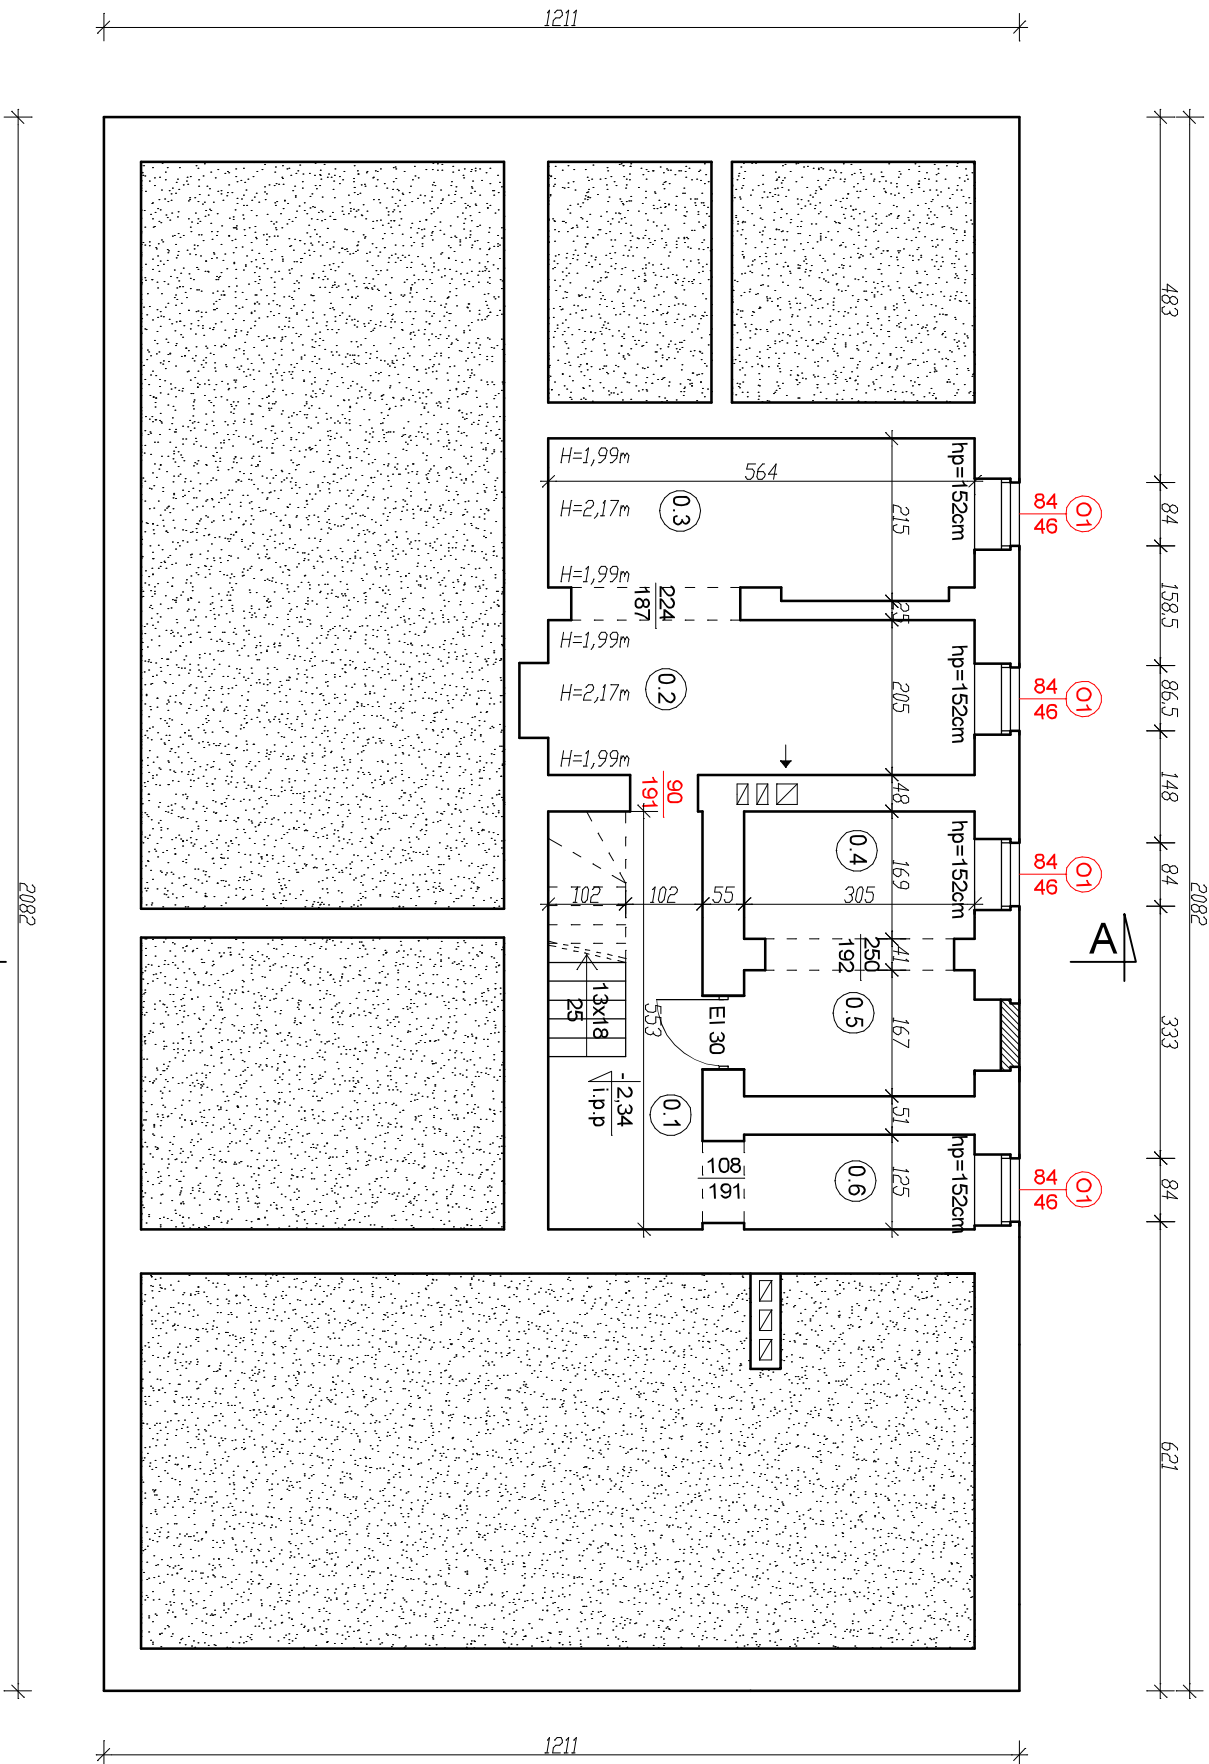 1211
2082
2082
483
84
158.5
86.5
148
84
333
84
621
H=1,99m
H=2,17m
H=1,99m
564
0.3
215
hp=152cm
84
46
O1
224
187
25
H=1,99m
H=2,17m
H=1,99m
0.2
205
hp=152cm
84
46
O1
90
191
48
0.4
169
hp=152cm
84
46
O1
102
102
55
305
A
250
192
41
0.5
167
EI 30
13x18
25
553
-2,34
i.p.p
0.1
51
108
191
0.6
125
hp=152cm
84
46
O1
1211